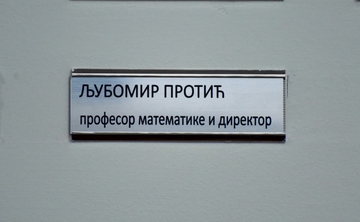 ЉУБОМИР ПРОТИЋ
професор математике и директор